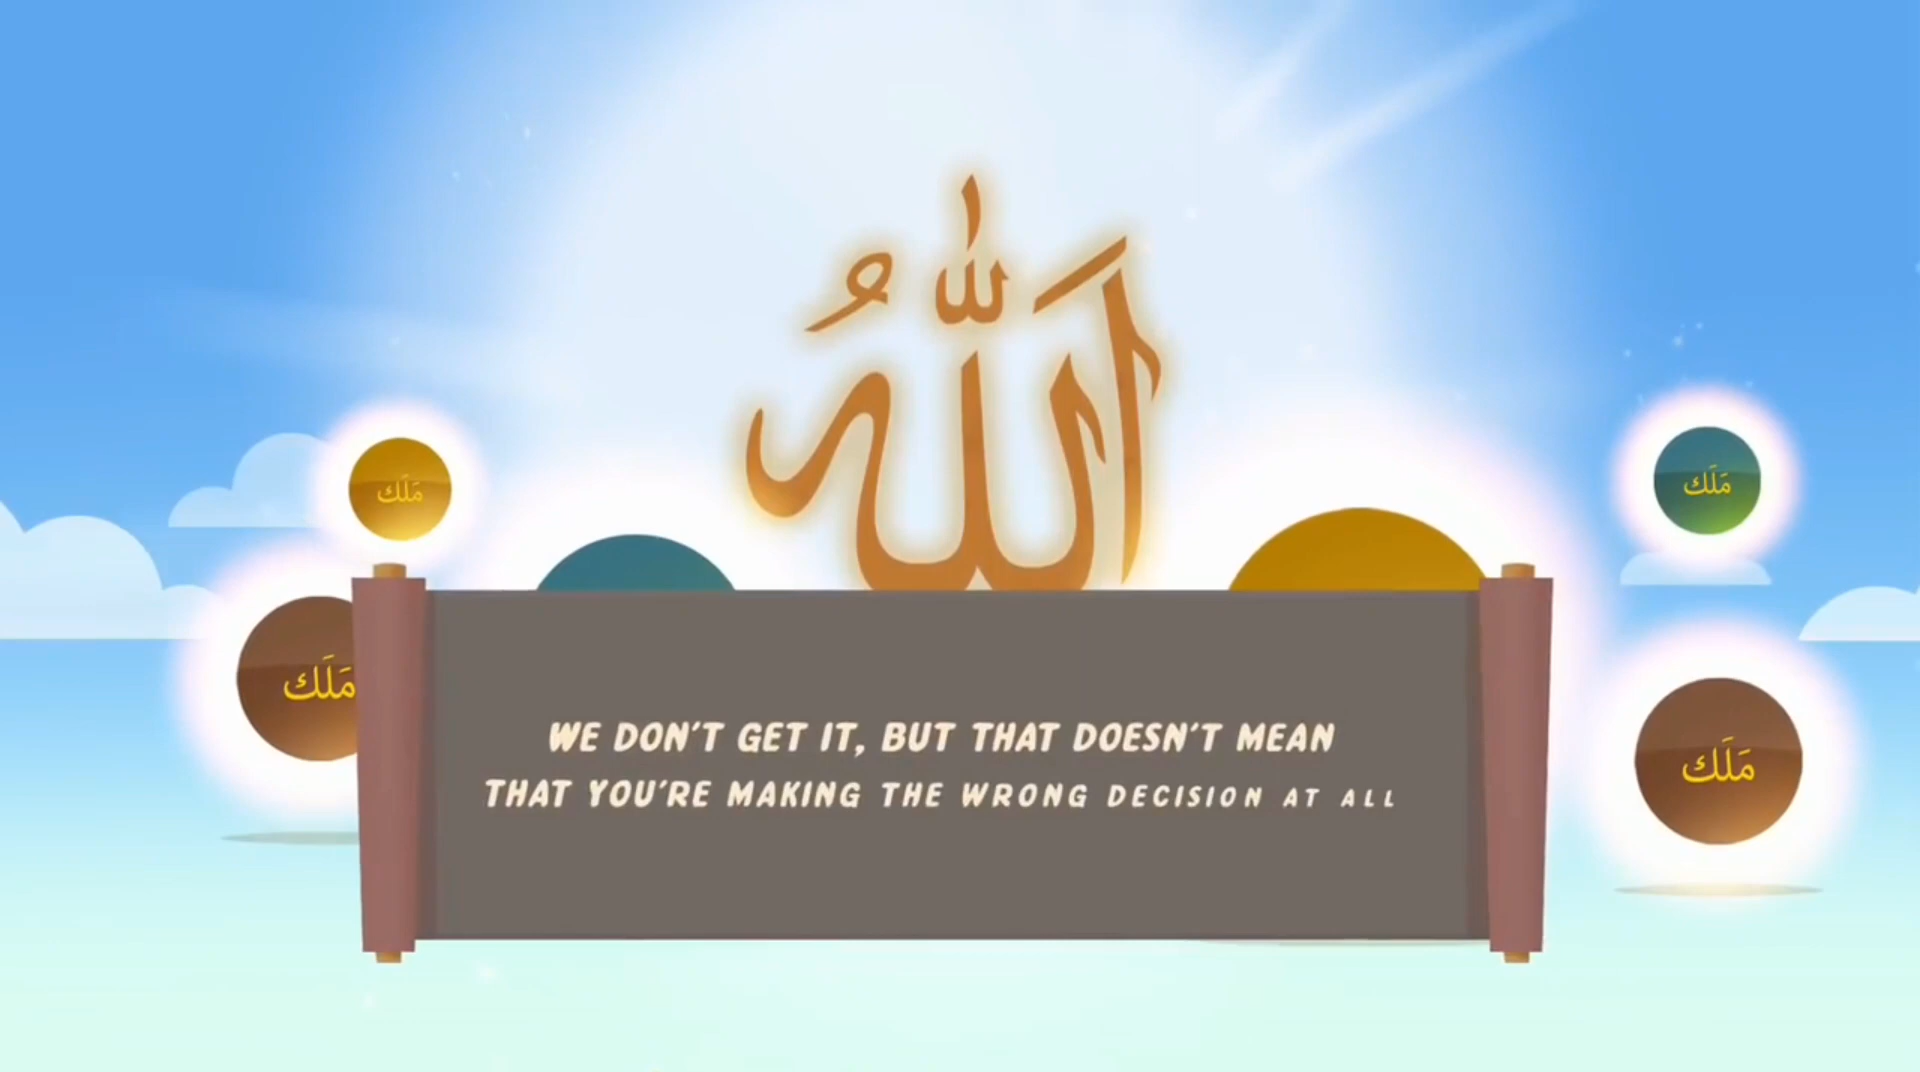 اللهُ
مَلَك
مَلَك
مَلَك
مَلَك
WE DON'T GET IT, BUT THAT DOESN'T MEAN
THAT YOU'RE MAKING THE WRONG DECISION AT ALL